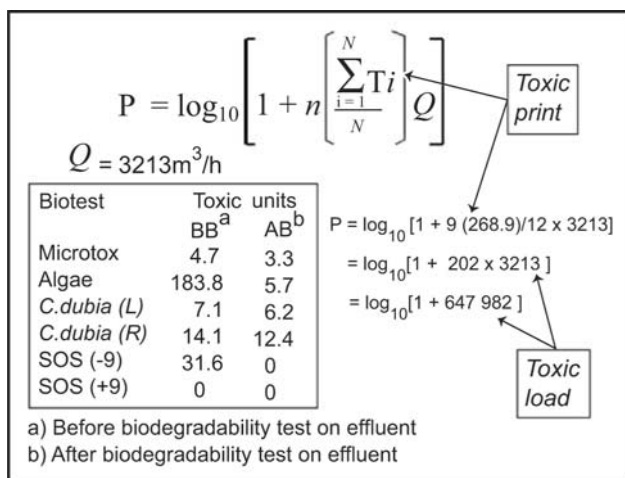 P = log₁₀ [1 + n (∑ᵢ₌₁ᴺ Ti / N) Q]
Toxic print
Q = 3213m³/h
Biotest Toxic units
BBᵃ ABᵇ
Microtox 4.7 3.3
Algae 183.8 5.7
C.dubia (L) 7.1 6.2
C.dubia (R) 14.1 12.4
SOS (-9) 31.6 0
SOS (+9) 0 0
P = log₁₀ [1 + 9 (268.9)/12 x 3213]
= log₁₀[1 + 202 x 3213 ]
= log₁₀[1 + 647 982 ]
Toxic
load
a) Before biodegradability test on effluent
b) After biodegradability test on effluent